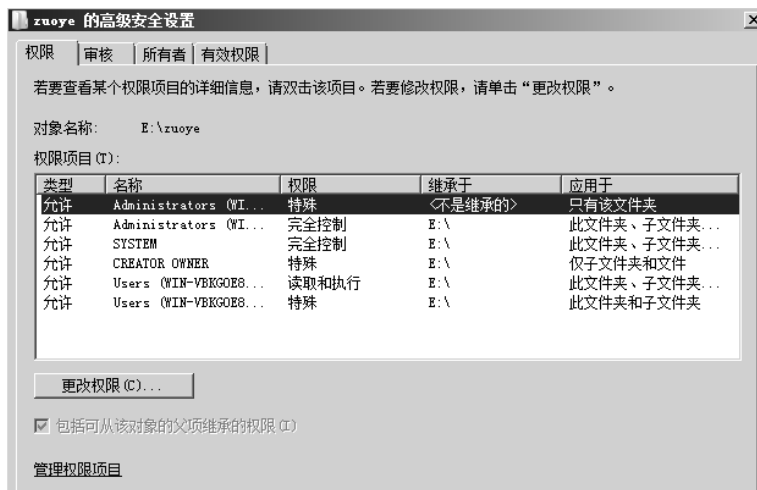 zuoye 的高级安全设置
权限 审核 所有者 有效权限
若要查看某个权限项目的详细信息，请双击该项目。若要修改权限，请单击“更改权限”。
对象名称: E:\zuoye
权限项目(T):
类型 名称 权限 继承于 应用于
允许 Administrators (WI... 特殊 <不是继承的> 只有该文件夹
允许 Administrators (WI... 完全控制 E:\ 此文件夹、子文件夹...
允许 SYSTEM 完全控制 E:\ 此文件夹、子文件夹...
允许 CREATOR OWNER 特殊 E:\ 仅子文件夹和文件
允许 Users (WIN-VBKGOE8... 读取和执行 E:\ 此文件夹、子文件夹...
允许 Users (WIN-VBKGOE8... 特殊 E:\ 此文件夹和子文件夹
更改权限(C)...
包括可从该对象的父项继承的权限(I)
管理权限项目